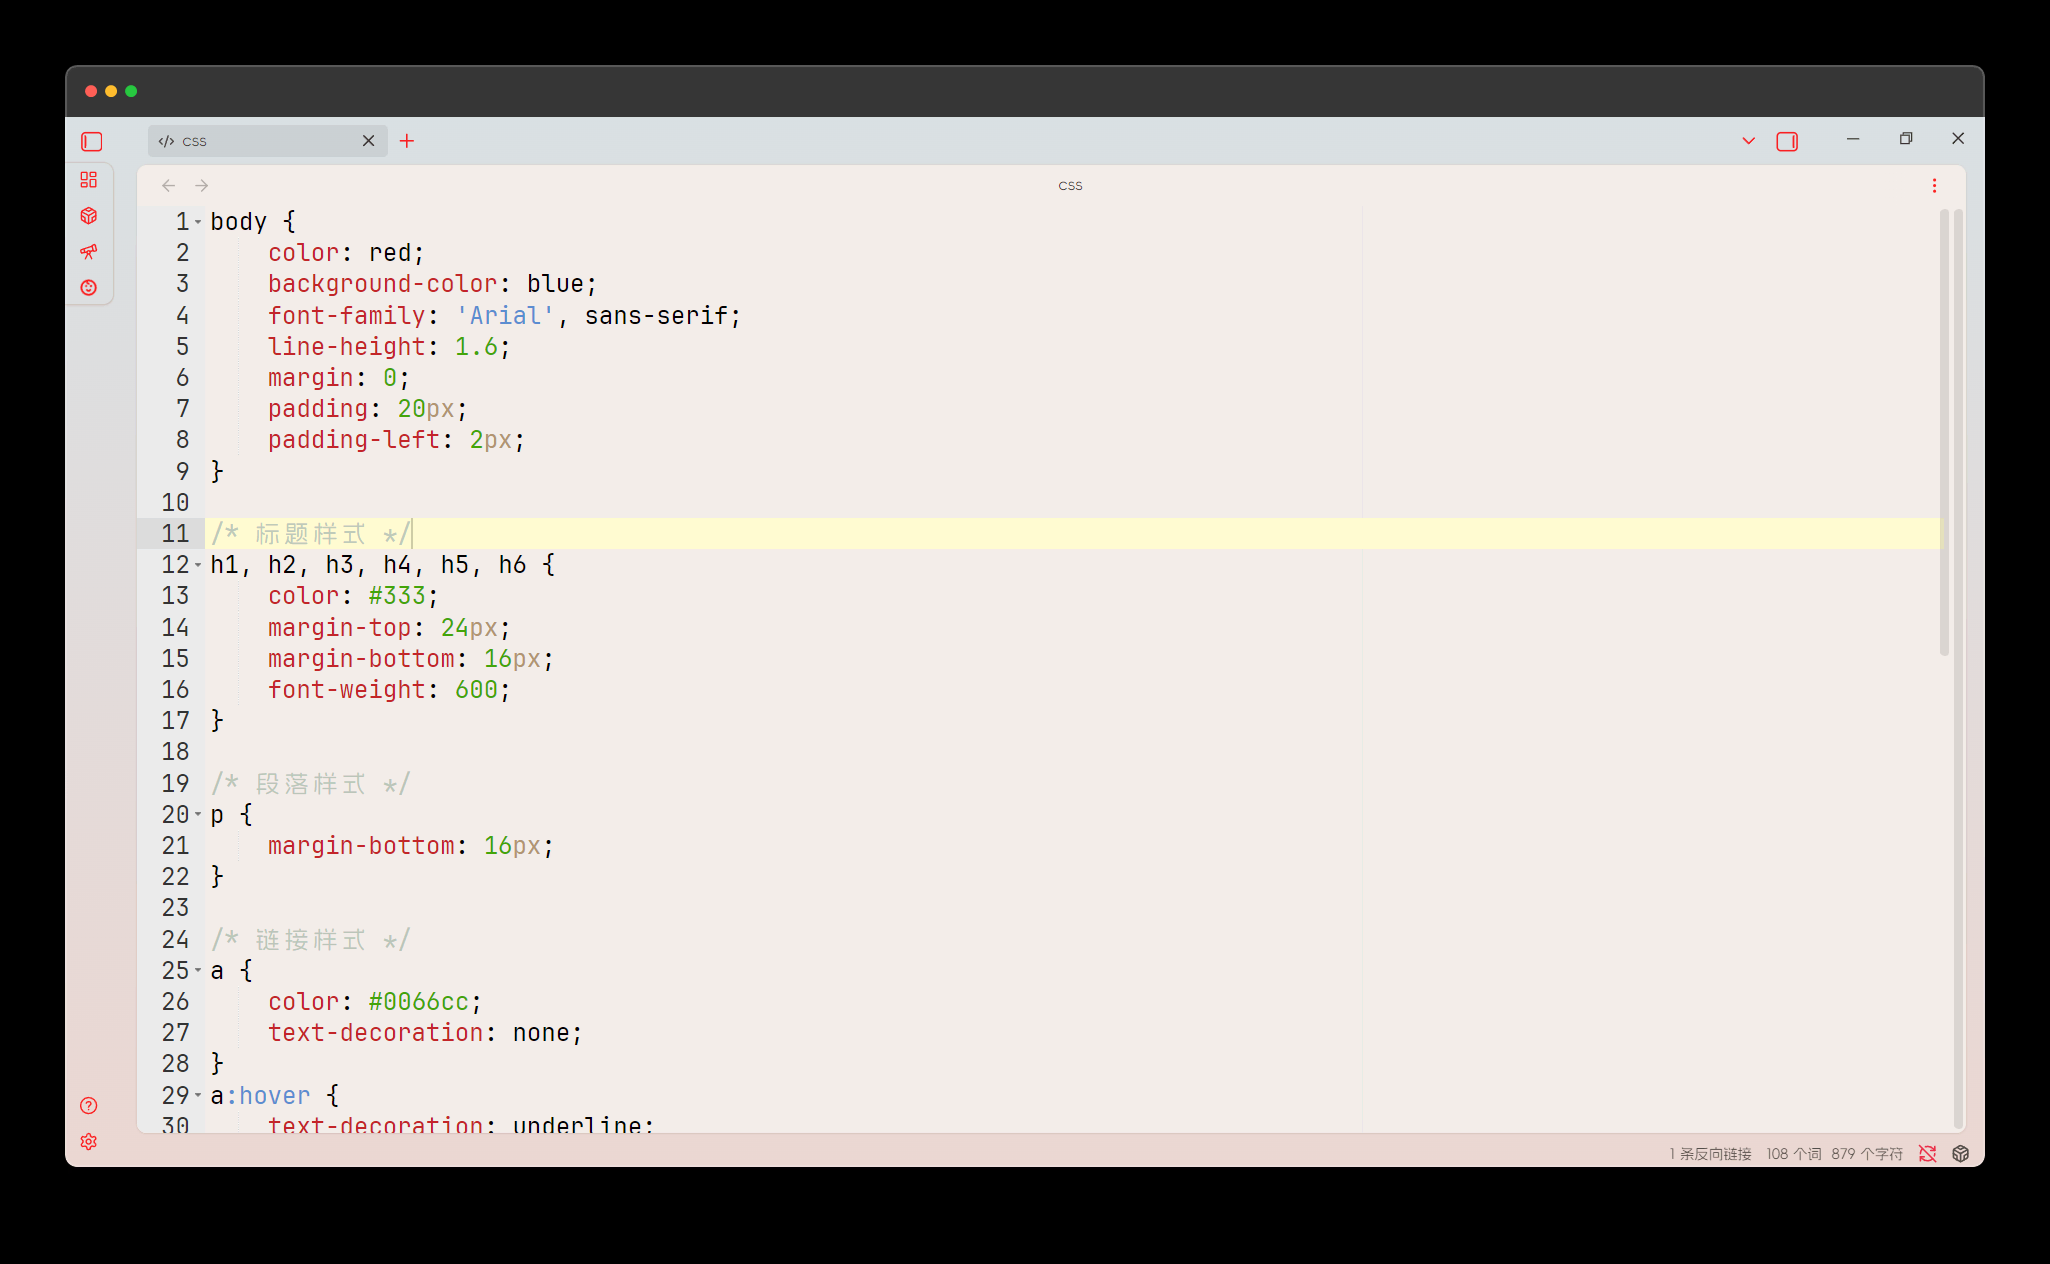 css
css
1 body {
2     color: red;
3     background-color: blue;
4     font-family: 'Arial', sans-serif;
5     line-height: 1.6;
6     margin: 0;
7     padding: 20px;
8     padding-left: 2px;
9 }
10
11 /* 标题样式 */
12 h1, h2, h3, h4, h5, h6 {
13     color: #333;
14     margin-top: 24px;
15     margin-bottom: 16px;
16     font-weight: 600;
17 }
18
19 /* 段落样式 */
20 p {
21     margin-bottom: 16px;
22 }
23
24 /* 链接样式 */
25 a {
26     color: #0066cc;
27     text-decoration: none;
28 }
29 a:hover {
30     text-decoration: underline;
1 条反向链接 108 个词 879 个字符